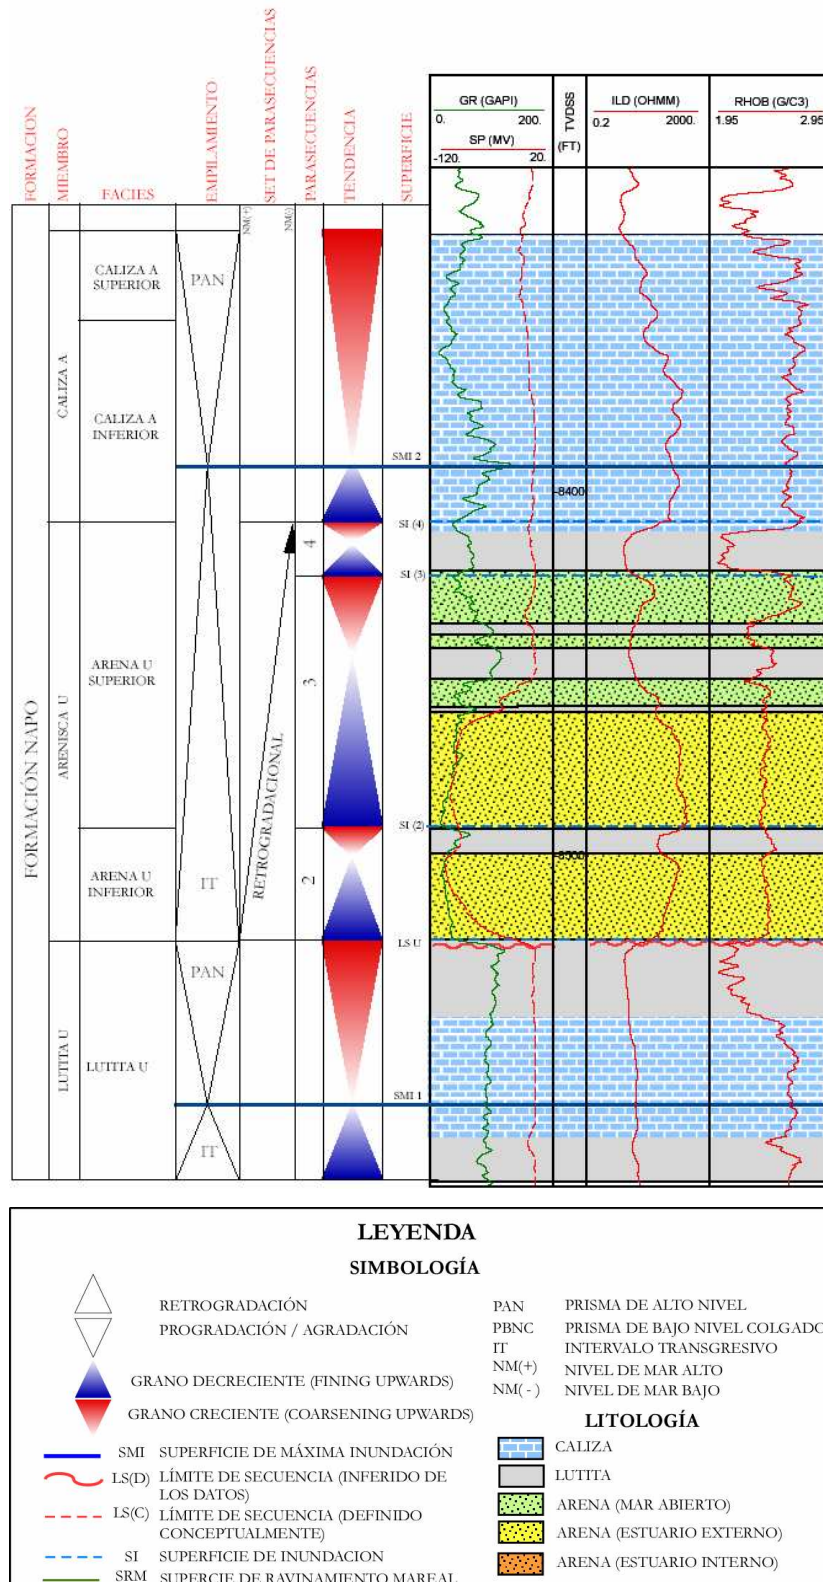 FORMACION
MIEMBRO
FACIES
EMPILAMIENTO
SET DE PARASECUENCIAS
PARASECUENCIAS
TENDENCIA
SUPERFICIE
GR (GAPI)
0. 200.
SP (MV)
-120. 20.
TVDSS
(FT)
ILD (OHMM)
0.2 2000.
RHOB (G/C3)
1.95 2.95
NM(+)
NM(-)
FORMACIÓN NAPO
CALIZA A
CALIZA A
SUPERIOR
PAN
CALIZA A
INFERIOR
SMI 2
-8400
SI (4)
4
SI (3)
ARENISCA U
ARENA U
SUPERIOR
3
RETROGRADACIONAL
SI (2)
-8500
ARENA U
INFERIOR
IT
2
LS U
PAN
LUTITA U
LUTITA U
SMI 1
IT
LEYENDA
SIMBOLOGÍA
RETROGRADACIÓN
PROGRADACIÓN / AGRADACIÓN
GRANO DECRECIENTE (FINING UPWARDS)
GRANO CRECIENTE (COARSENING UPWARDS)
SMI SUPERFICIE DE MÁXIMA INUNDACIÓN
LS(D) LÍMITE DE SECUENCIA (INFERIDO DE
LOS DATOS)
LS(C) LÍMITE DE SECUENCIA (DEFINIDO
CONCEPTUALMENTE)
SI SUPERFICIE DE INUNDACION
SRM SUPERCIE DE RAVINAMIENTO MAREAL
PAN PRISMA DE ALTO NIVEL
PBNC PRISMA DE BAJO NIVEL COLGADO
IT INTERVALO TRANSGRESIVO
NM(+) NIVEL DE MAR ALTO
NM( - ) NIVEL DE MAR BAJO
LITOLOGÍA
CALIZA
LUTITA
ARENA (MAR ABIERTO)
ARENA (ESTUARIO EXTERNO)
ARENA (ESTUARIO INTERNO)